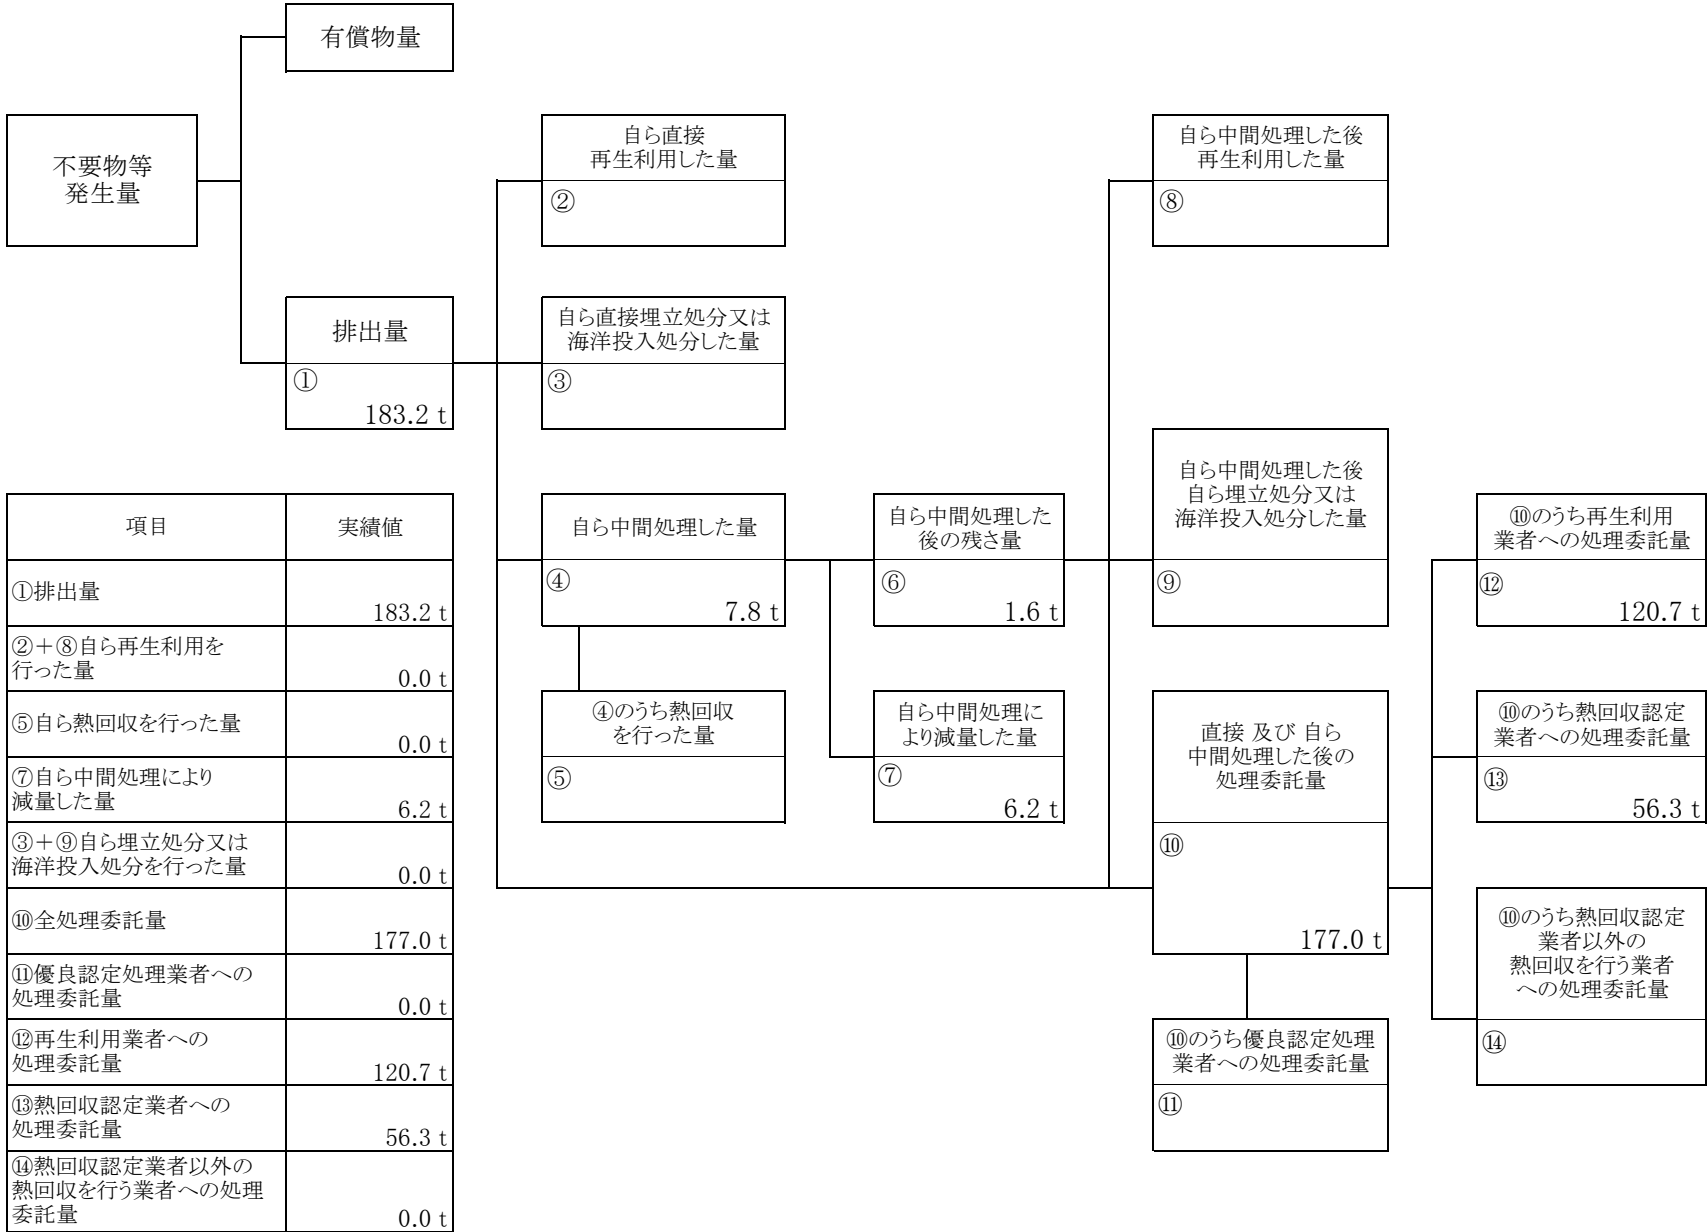 有償物量
不要物等
発生量
自ら直接
再生利用した量
②
自ら中間処理した後
再生利用した量
⑧
排出量
①
183.2 t
自ら直接埋立処分又は
海洋投入処分した量
③
自ら中間処理した量
④
7.8 t
自ら中間処理した
後の残さ量
⑥
1.6 t
自ら中間処理した後
自ら埋立処分又は
海洋投入処分した量
⑨
⑩のうち再生利用
業者への処理委託量
⑫
120.7 t
④のうち熱回収
を行った量
⑤
自ら中間処理に
より減量した量
⑦
6.2 t
直接 及び 自ら
中間処理した後の
処理委託量
⑩
177.0 t
⑩のうち熱回収認定
業者への処理委託量
⑬
56.3 t
⑩のうち熱回収認定
業者以外の
熱回収を行う業者
への処理委託量
⑭
⑩のうち優良認定処理
業者への処理委託量
⑪
項目 実績値
①排出量
183.2 t
②+⑧自ら再生利用を
行った量
0.0 t
⑤自ら熱回収を行った量
0.0 t
⑦自ら中間処理により
減量した量
6.2 t
③+⑨自ら埋立処分又は
海洋投入処分を行った量
0.0 t
⑩全処理委託量
177.0 t
⑪優良認定処理業者への
処理委託量
0.0 t
⑫再生利用業者への
処理委託量
120.7 t
⑬熱回収認定業者への
処理委託量
56.3 t
⑭熱回収認定業者以外の
熱回収を行う業者への処理
委託量
0.0 t